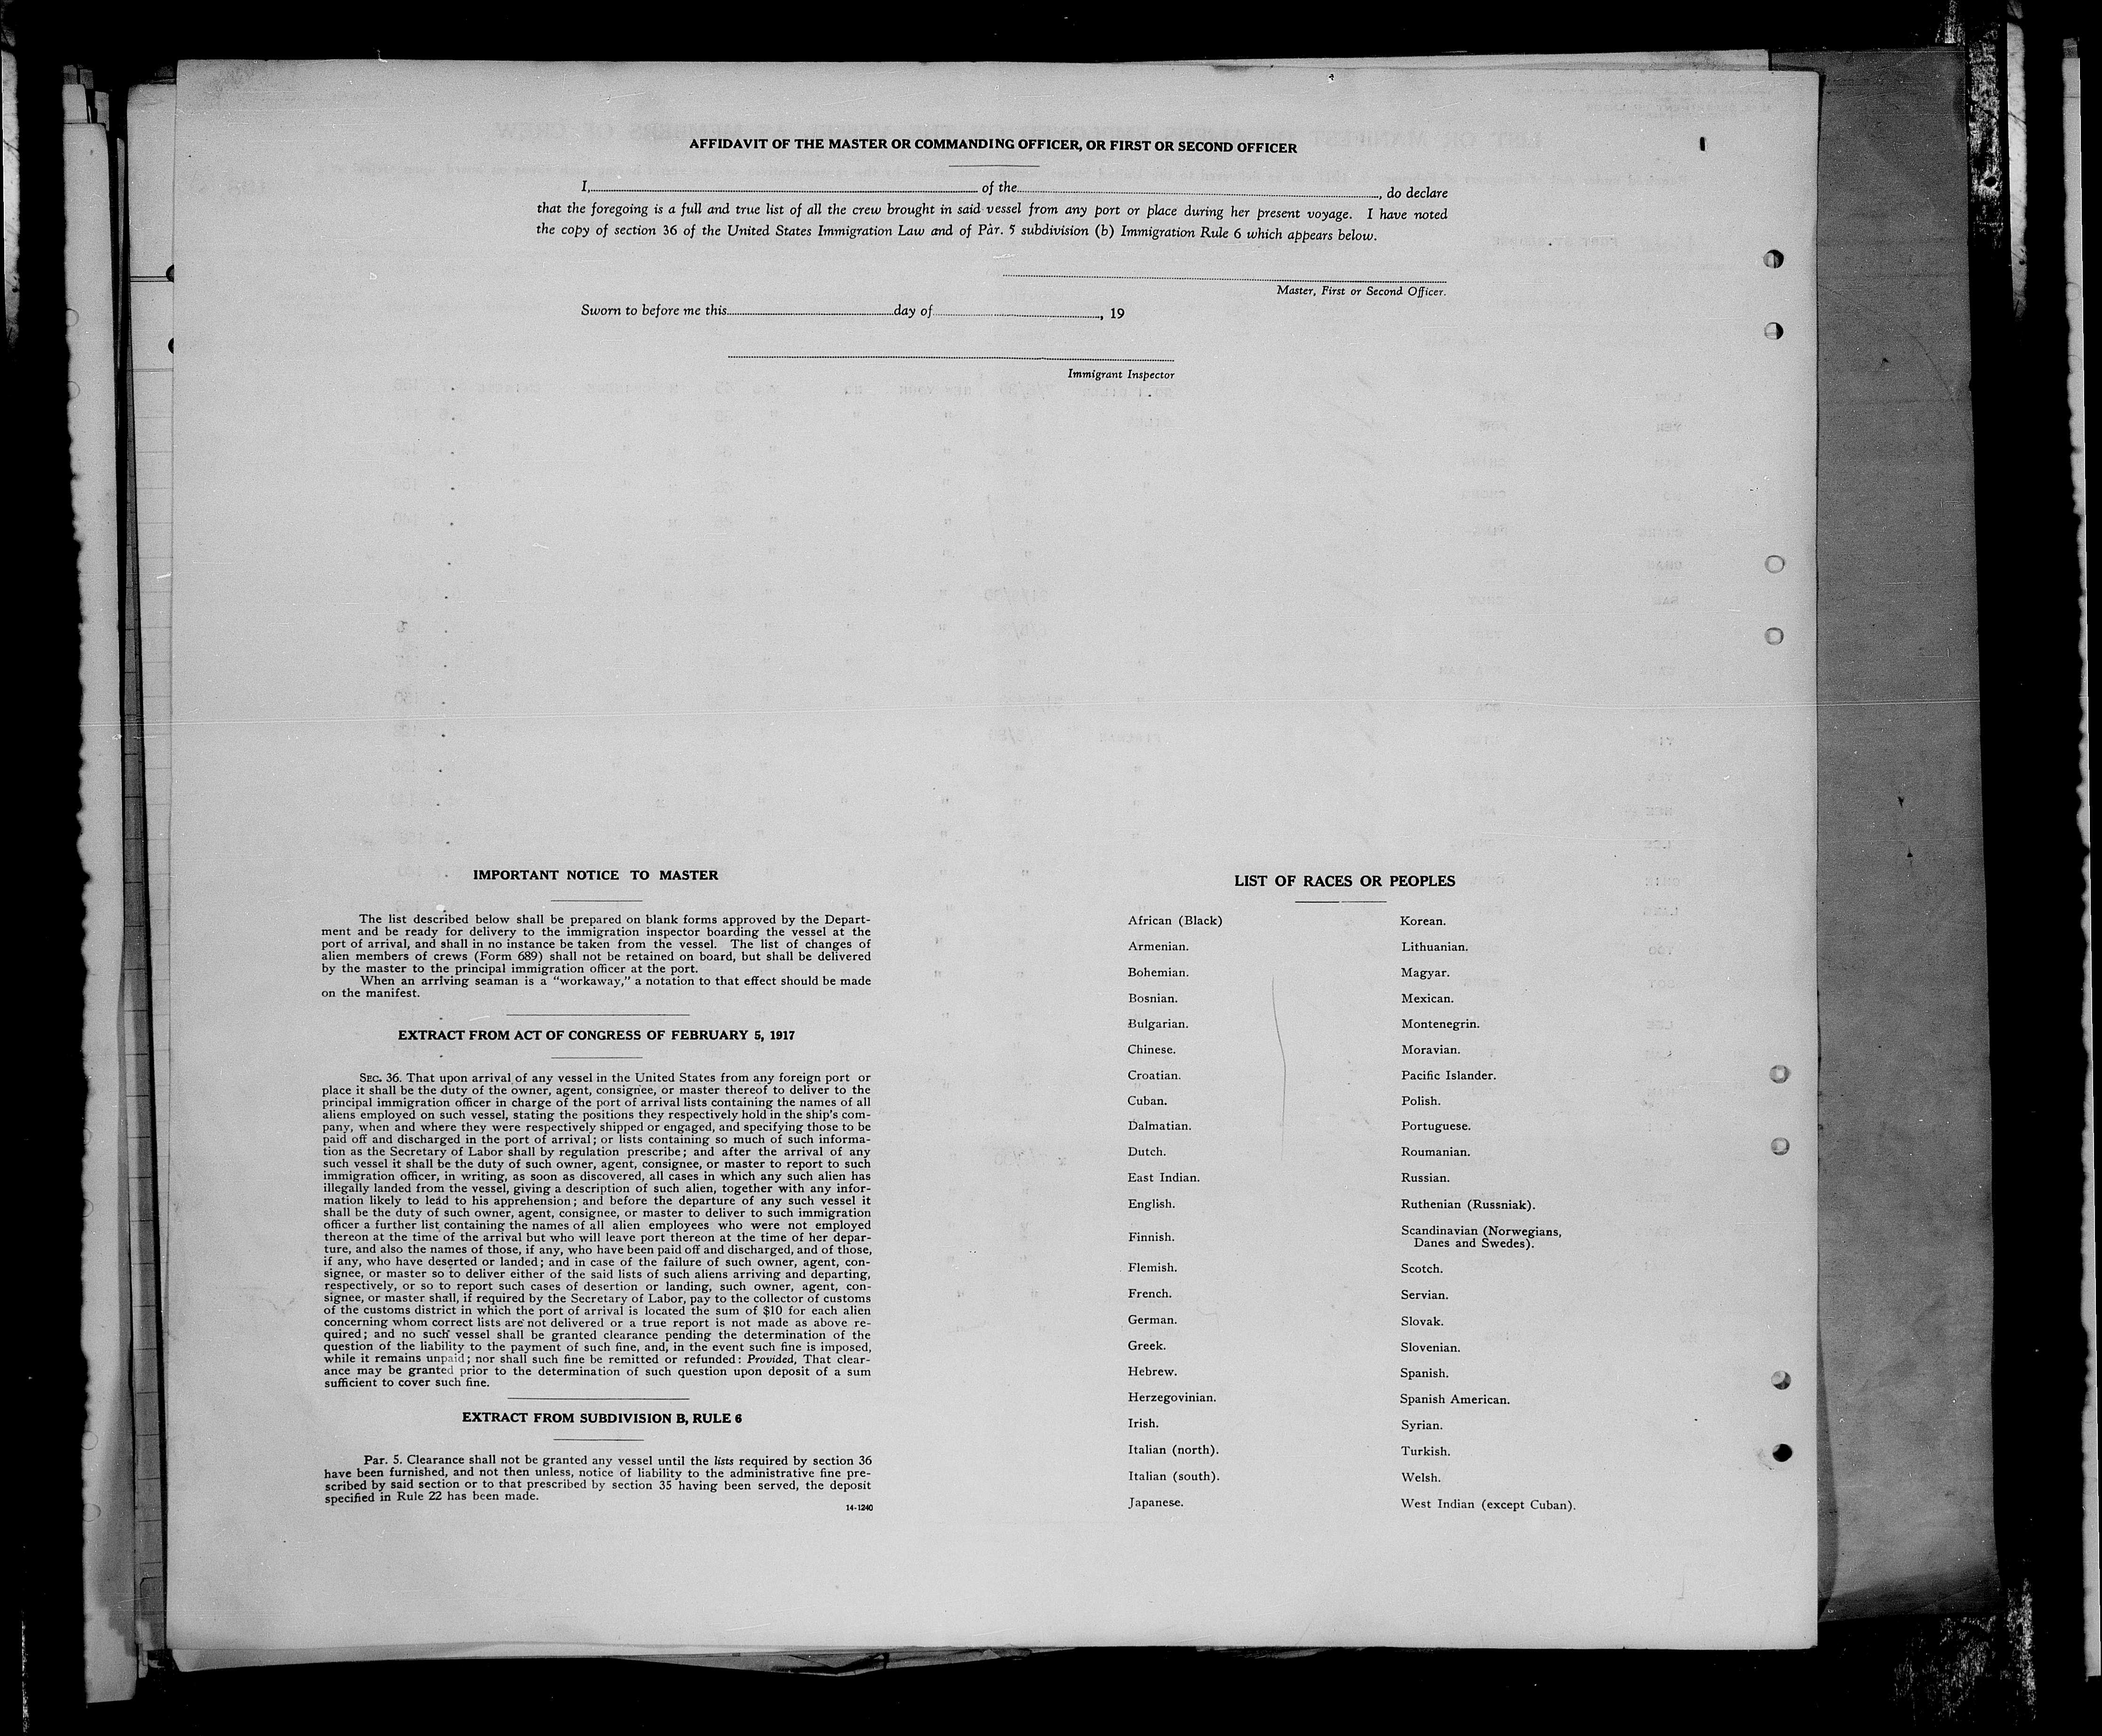 AFFIDAVIT OF THE MASTER OR COMMANDING OFFICER, OR FIRST OR SECOND OFFICER
I, of the , do declare
that the foregoing is a full and true list of all the crew brought in said vessel from any port or place during her present voyage. I have noted
the copy of section 36 of the United States Immigration Law and of Par. 5 subdivision (b) Immigration Rule 6 which appears below.
Master, First or Second Officer.
Sworn to before me this day of , 19
Immigrant Inspector
IMPORTANT NOTICE TO MASTER
The list described below shall be prepared on blank forms approved by the Depart-
ment and be ready for delivery to the immigration inspector boarding the vessel at the
port of arrival, and shall in no instance be taken from the vessel. The list of changes of
alien members of crews (Form 689) shall not be retained on board, but shall be delivered
by the master to the principal immigration officer at the port.
When an arriving seaman is a "workaway," a notation to that effect should be made
on the manifest.
EXTRACT FROM ACT OF CONGRESS OF FEBRUARY 5, 1917
SEC. 36. That upon arrival of any vessel in the United States from any foreign port or
place it shall be the duty of the owner, agent, consignee, or master thereof to deliver to the
principal immigration officer in charge of the port of arrival lists containing the names of all
aliens employed on such vessel, stating the positions they respectively hold in the ship's com-
pany, when and where they were respectively shipped or engaged, and specifying those to be
paid off and discharged in the port of arrival; or lists containing so much of such informa-
tion as the Secretary of Labor shall by regulation prescribe; and after the arrival of any
such vessel it shall be the duty of such owner, agent, consignee, or master to report to such
immigration officer, in writing, as soon as discovered, all cases in which any such alien has
illegally landed from the vessel, giving a description of such alien, together with any infor-
mation likely to lead to his apprehension; and before the departure of any such vessel it
shall be the duty of such owner, agent, consignee, or master to deliver to such immigration
officer a further list containing the names of all alien employees who were not employed
thereon at the time of the arrival but who will leave port thereon at the time of her depar-
ture, and also the names of those, if any, who have been paid off and discharged, and of those,
if any, who have deserted or landed; and in case of the failure of such owner, agent, con-
signee, or master so to deliver either of the said lists of such aliens arriving and departing,
respectively, or so to report such cases of desertion or landing, such owner, agent, con-
signee, or master shall, if required by the Secretary of Labor, pay to the collector of customs
of the customs district in which the port of arrival is located the sum of $10 for each alien
concerning whom correct lists are not delivered or a true report is not made as above re-
quired; and no such vessel shall be granted clearance pending the determination of the
question of the liability to the payment of such fine, and, in the event such fine is imposed,
while it remains unpaid; nor shall such fine be remitted or refunded: Provided, That clear-
ance may be granted prior to the determination of such question upon deposit of a sum
sufficient to cover such fine.
EXTRACT FROM SUBDIVISION B, RULE 6
Par. 5. Clearance shall not be granted any vessel until the lists required by section 36
have been furnished, and not then unless, notice of liability to the administrative fine pre-
scribed by said section or to that prescribed by section 35 having been served, the deposit
specified in Rule 22 has been made.
14-1240
LIST OF RACES OR PEOPLES
African (Black)
Armenian.
Bohemian.
Bosnian.
Bulgarian.
Chinese.
Croatian.
Cuban.
Dalmatian.
Dutch.
East Indian.
English.
Finnish.
Flemish.
French.
German.
Greek.
Hebrew.
Herzegovinian.
Irish.
Italian (north).
Italian (south).
Japanese.
Korean.
Lithuanian.
Magyar.
Mexican.
Montenegrin.
Moravian.
Pacific Islander.
Polish.
Portuguese.
Roumanian.
Russian.
Ruthenian (Russniak).
Scandinavian (Norwegians,
Danes and Swedes).
Scotch.
Servian.
Slovak.
Slovenian.
Spanish.
Spanish American.
Syrian.
Turkish.
Welsh.
West Indian (except Cuban).